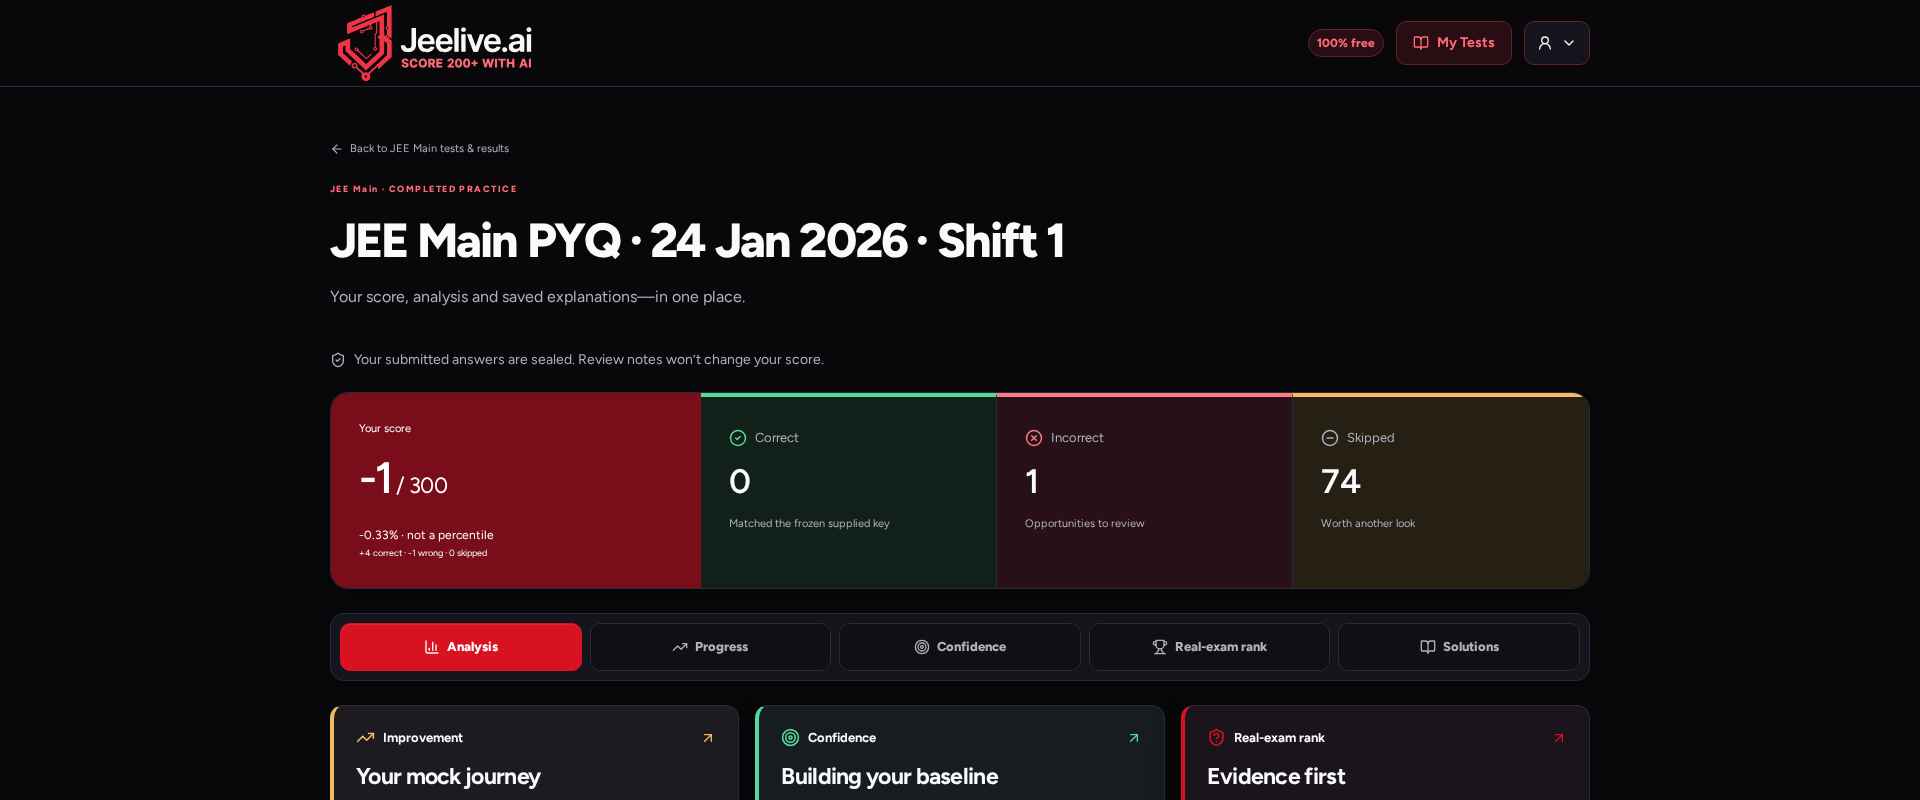 Jeelive.ai
SCORE 200+ WITH AI
100% free
My Tests
Back to JEE Main tests & results
JEE Main · COMPLETED PRACTICE
JEE Main PYQ · 24 Jan 2026 · Shift 1
Your score, analysis and saved explanations—in one place.
Your submitted answers are sealed. Review notes won't change your score.
Your score
-1 / 300
-0.33% · not a percentile
+4 correct · -1 wrong · 0 skipped
Correct
0
Matched the frozen supplied key
Incorrect
1
Opportunities to review
Skipped
74
Worth another look
Analysis
Progress
Confidence
Real-exam rank
Solutions
Improvement
Your mock journey
Confidence
Building your baseline
Real-exam rank
Evidence first